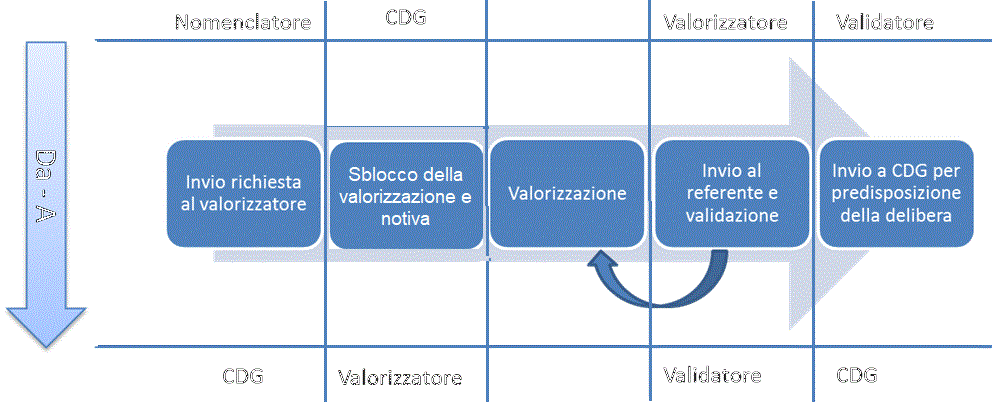 Nomenclatore
CDG
Valorizzatore
Validatore
Da - A
Invio richiesta
al valorizzatore
Sblocco della
valorizzazione e
notiva
Valorizzazione
Invio al
referente e
validazione
Invio a CDG per
predisposizione
della delibera
CDG
Valorizzatore
Validatore
CDG